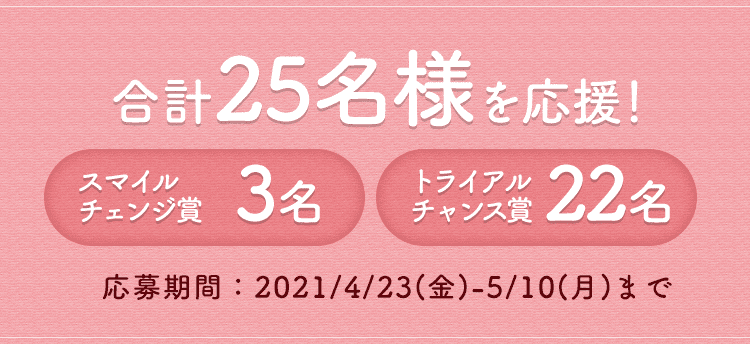 合計25名様を応援!
スマイル
チェンジ賞 3名
トライアル
チャンス賞 22名
応募期間：2021/4/23(金)-5/10(月)まで